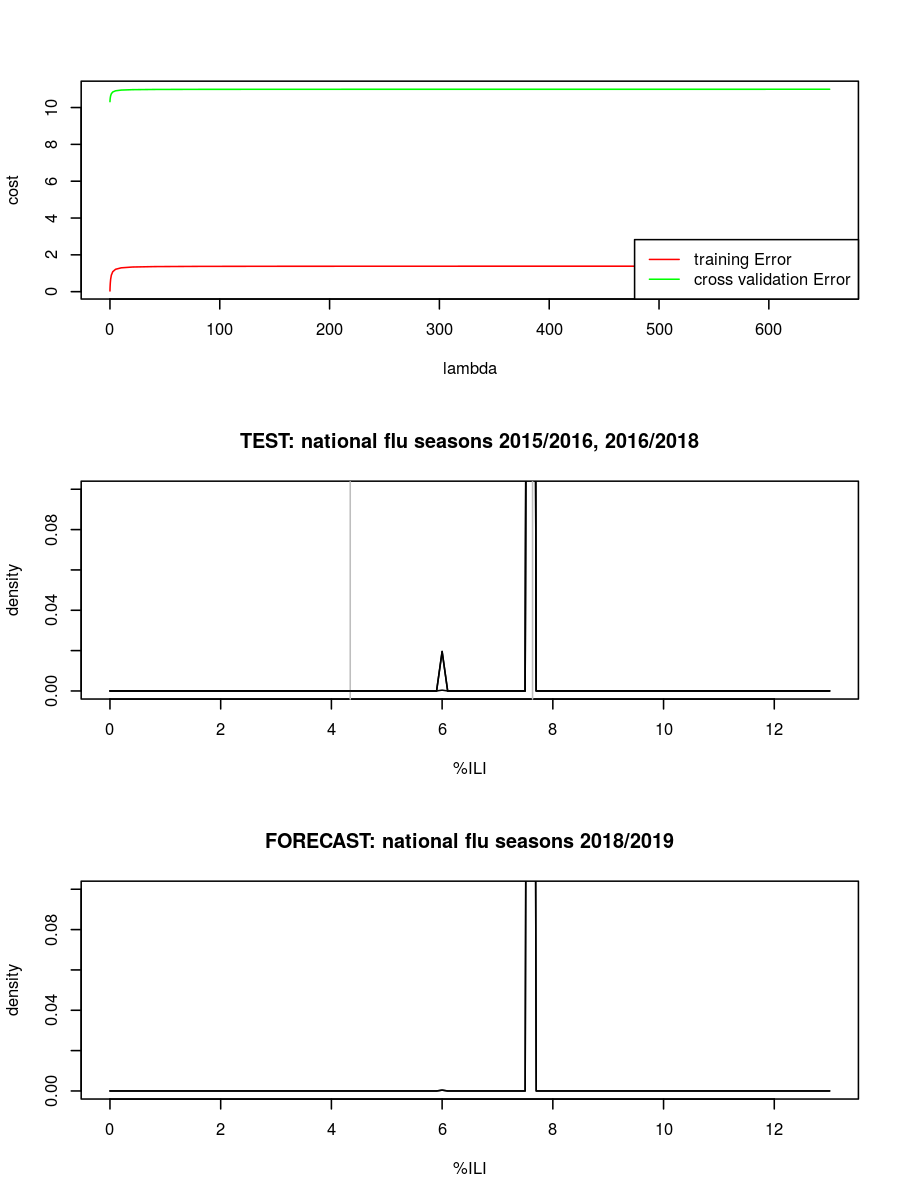 10
8
6
4
2
0
cost
training Error
cross validation Error
0 100 200 300 400 500 600
lambda
TEST: national flu seasons 2015/2016, 2016/2018
0.08
0.04
0.00
density
0 2 4 6 8 10 12
%ILI
FORECAST: national flu seasons 2018/2019
0.08
0.04
0.00
density
0 2 4 6 8 10 12
%ILI